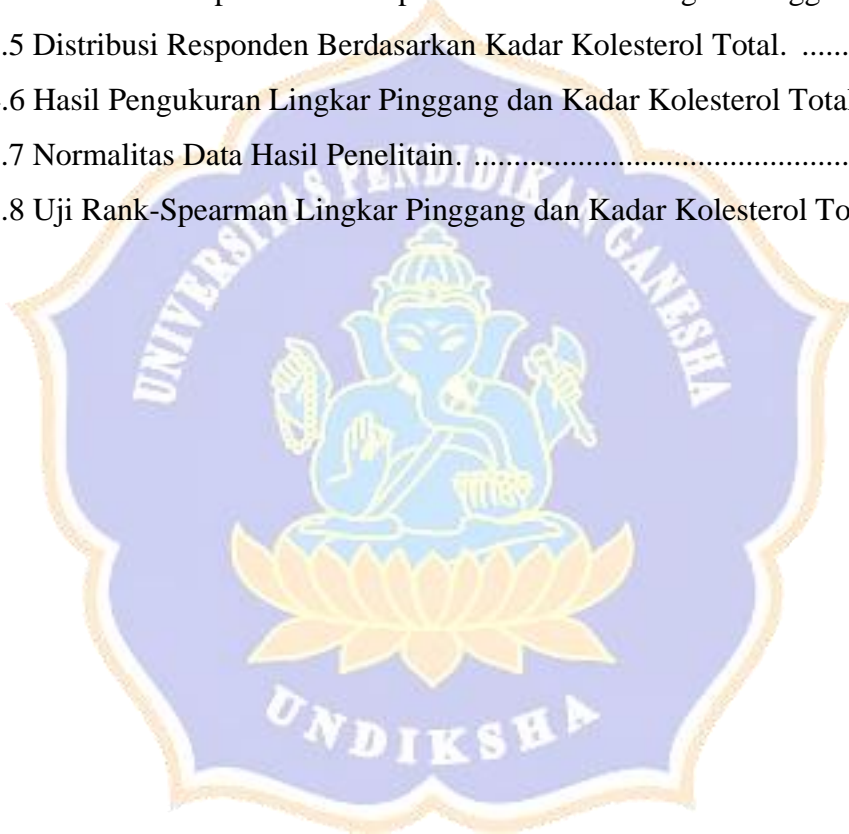 .5 Distribusi Responden Berdasarkan Kadar Kolesterol Total. ......
.6 Hasil Pengukuran Lingkar Pinggang dan Kadar Kolesterol Total
.7 Normalitas Data Hasil Penelitain. ..........................................
.8 Uji Rank-Spearman Lingkar Pinggang dan Kadar Kolesterol To
UNIVERSITAS PENDIDIKAN GANESHA
UNDIKSHA